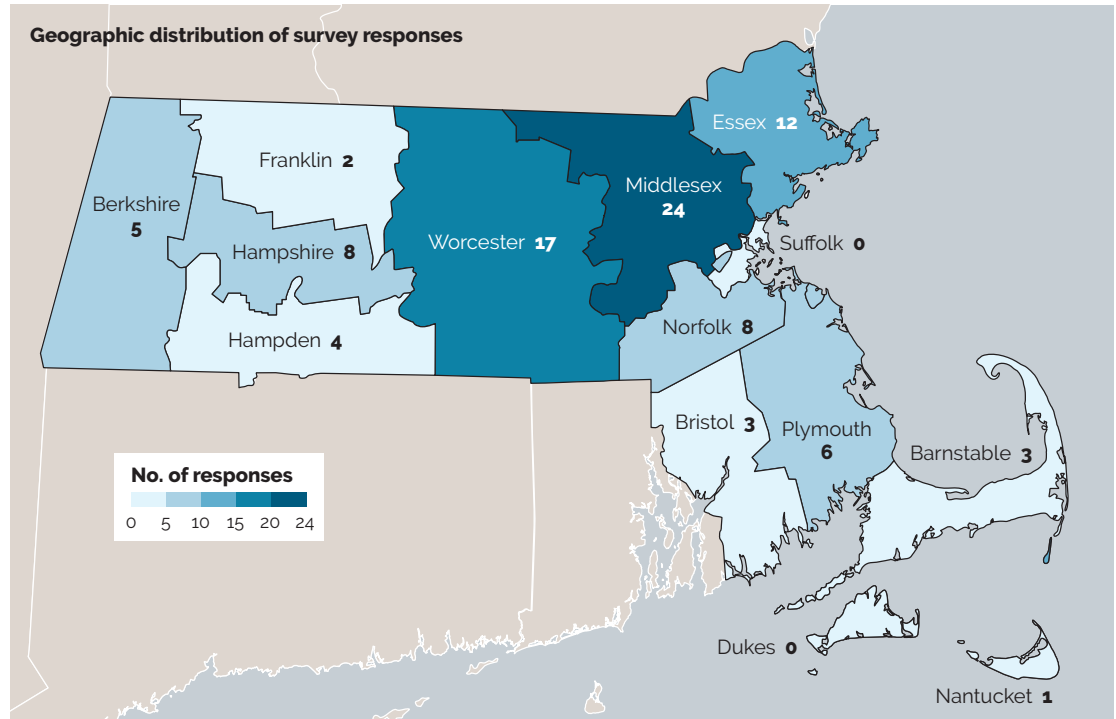 Geographic distribution of survey responses
Essex 12
Franklin 2
Middlesex
24
Berkshire
5
Worcester 17
Suffolk 0
Hampshire 8
Norfolk 8
Hampden 4
Bristol 3
Plymouth
6
Barnstable 3
No. of responses
0 5 10 15 20 24
Dukes 0
Nantucket 1